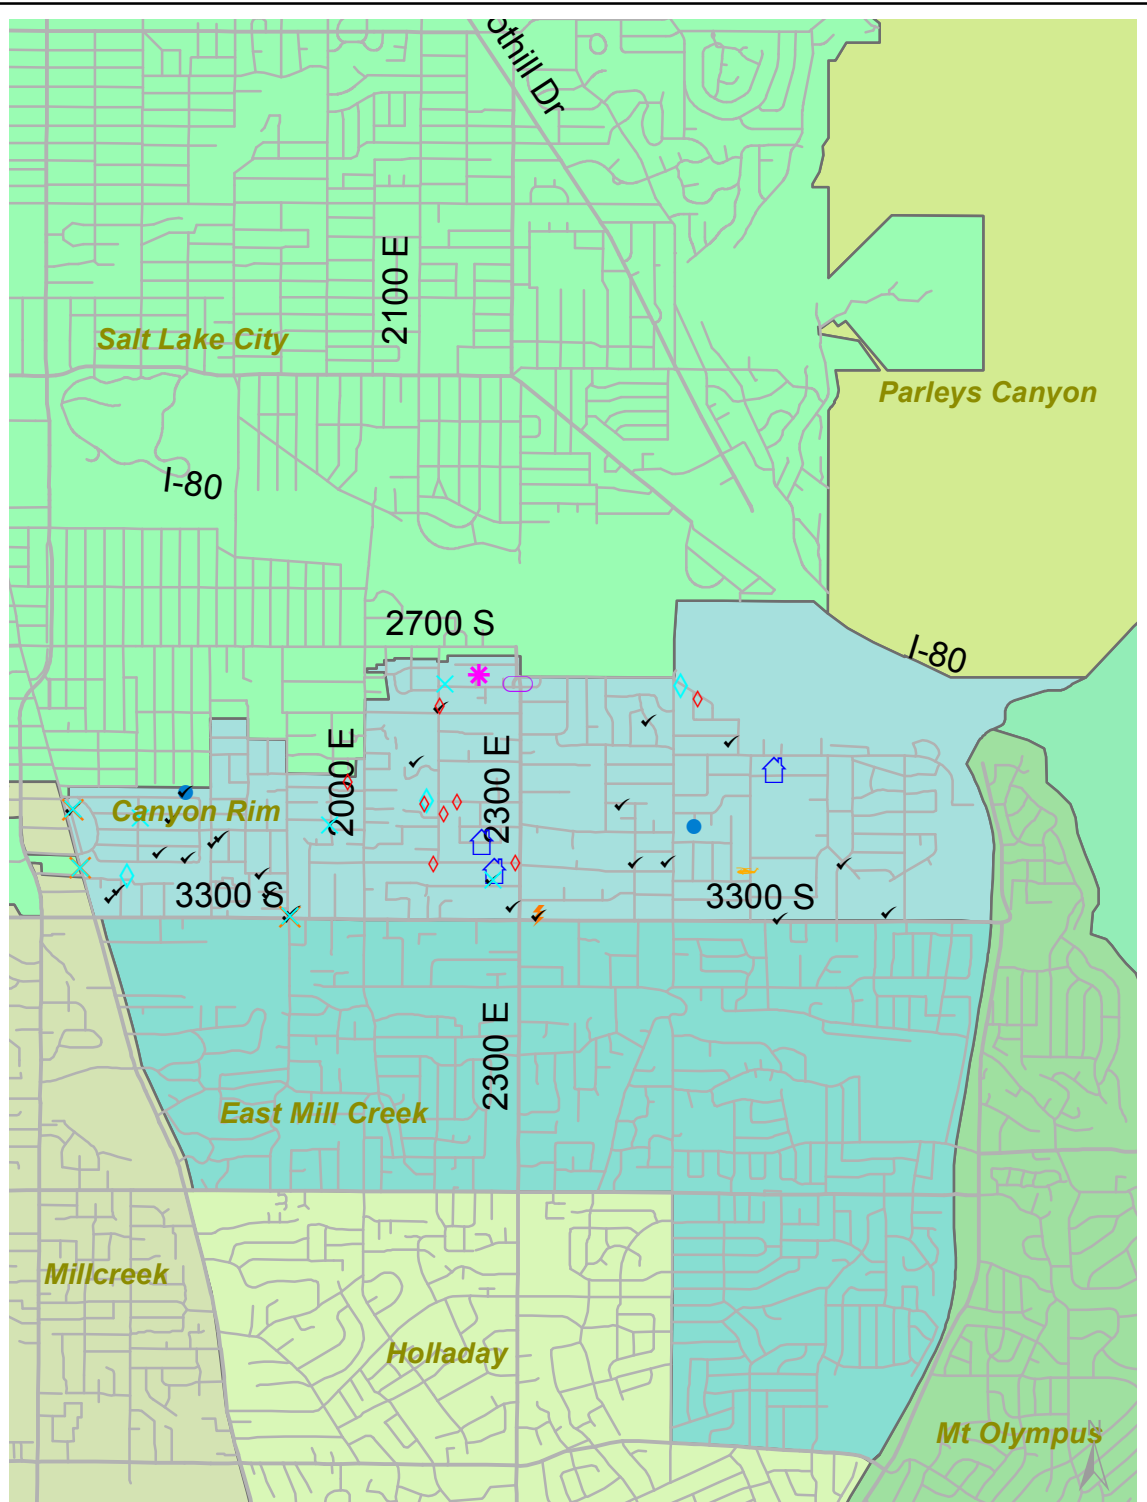 othill Dr
2100 E
Salt Lake City
Parleys Canyon
I-80
2700 S
I-80
2000 E
2300 E
Canyon Rim
3300 S
3300 S
2300 E
East Mill Creek
Millcreek
Holladay
Mt Olympus
N